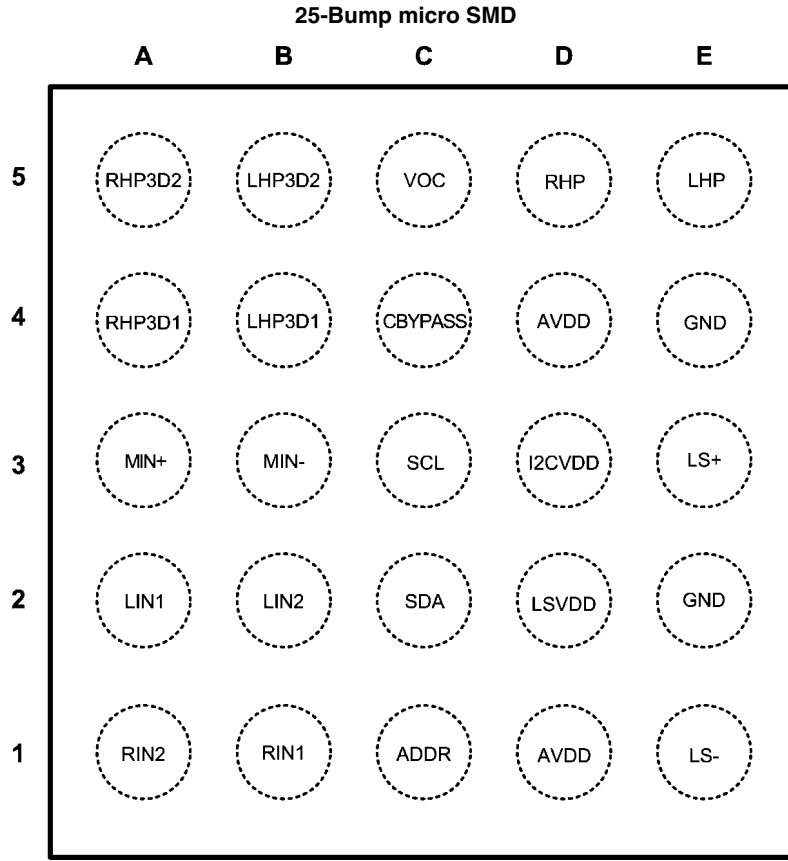 25-Bump micro SMD
A B C D E
5 RHP3D2 LHP3D2 VOC RHP LHP
4 RHP3D1 LHP3D1 CBYPASS AVDD GND
3 MIN+ MIN- SCL I2CVDD LS+
2 LIN1 LIN2 SDA LSVDD GND
1 RIN2 RIN1 ADDR AVDD LS-